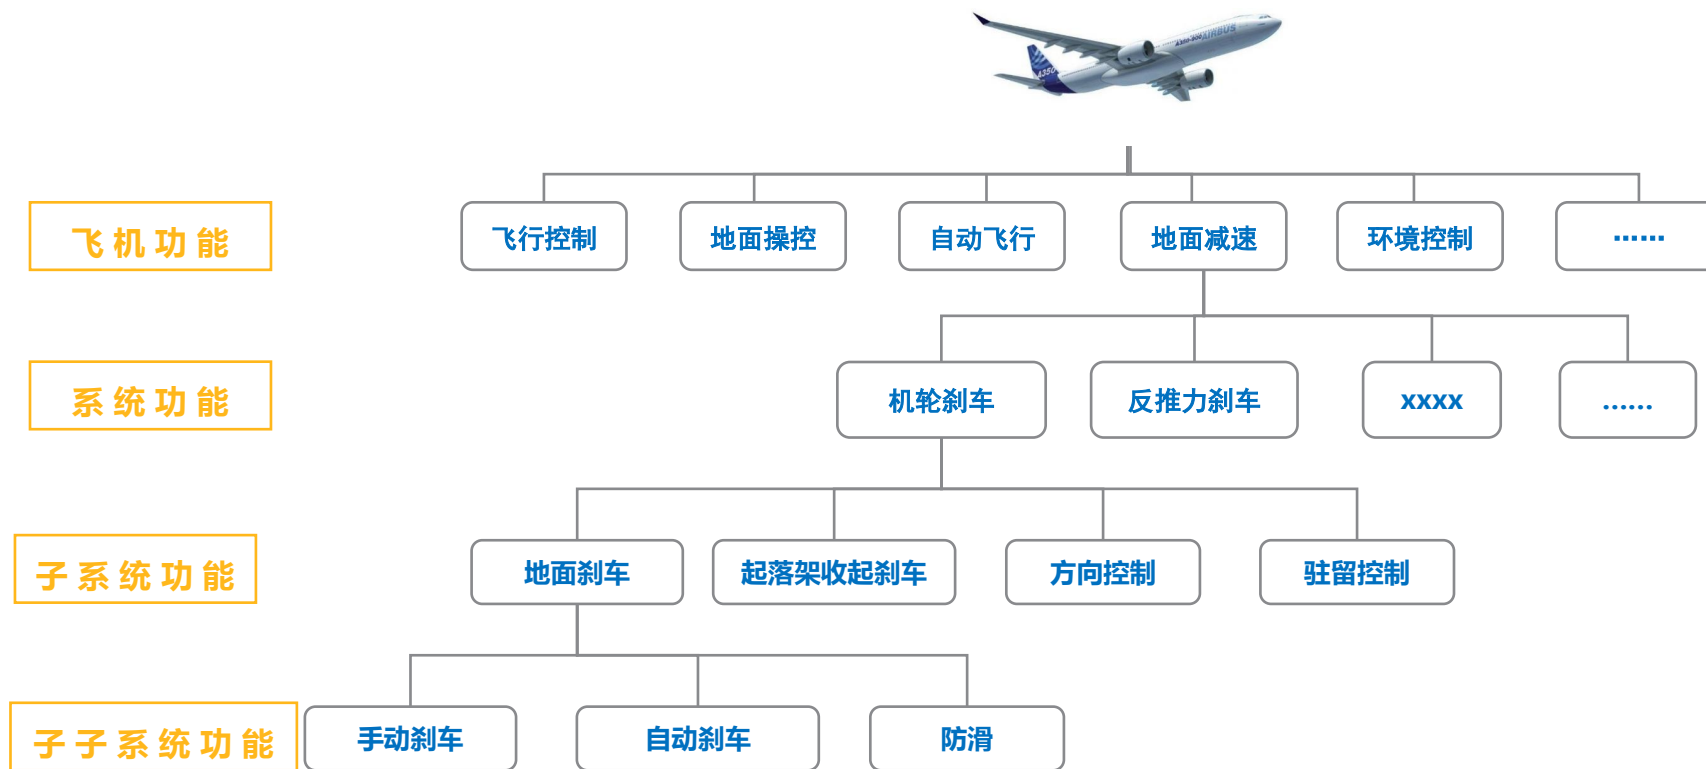 A350-900 AIRBUS
A350
飞机功能
飞行控制
地面操控
自动飞行
地面减速
环境控制
……
系统功能
机轮刹车
反推力刹车
xxxx
……
子系统功能
地面刹车
起落架收起刹车
方向控制
驻留控制
子子系统功能
手动刹车
自动刹车
防滑